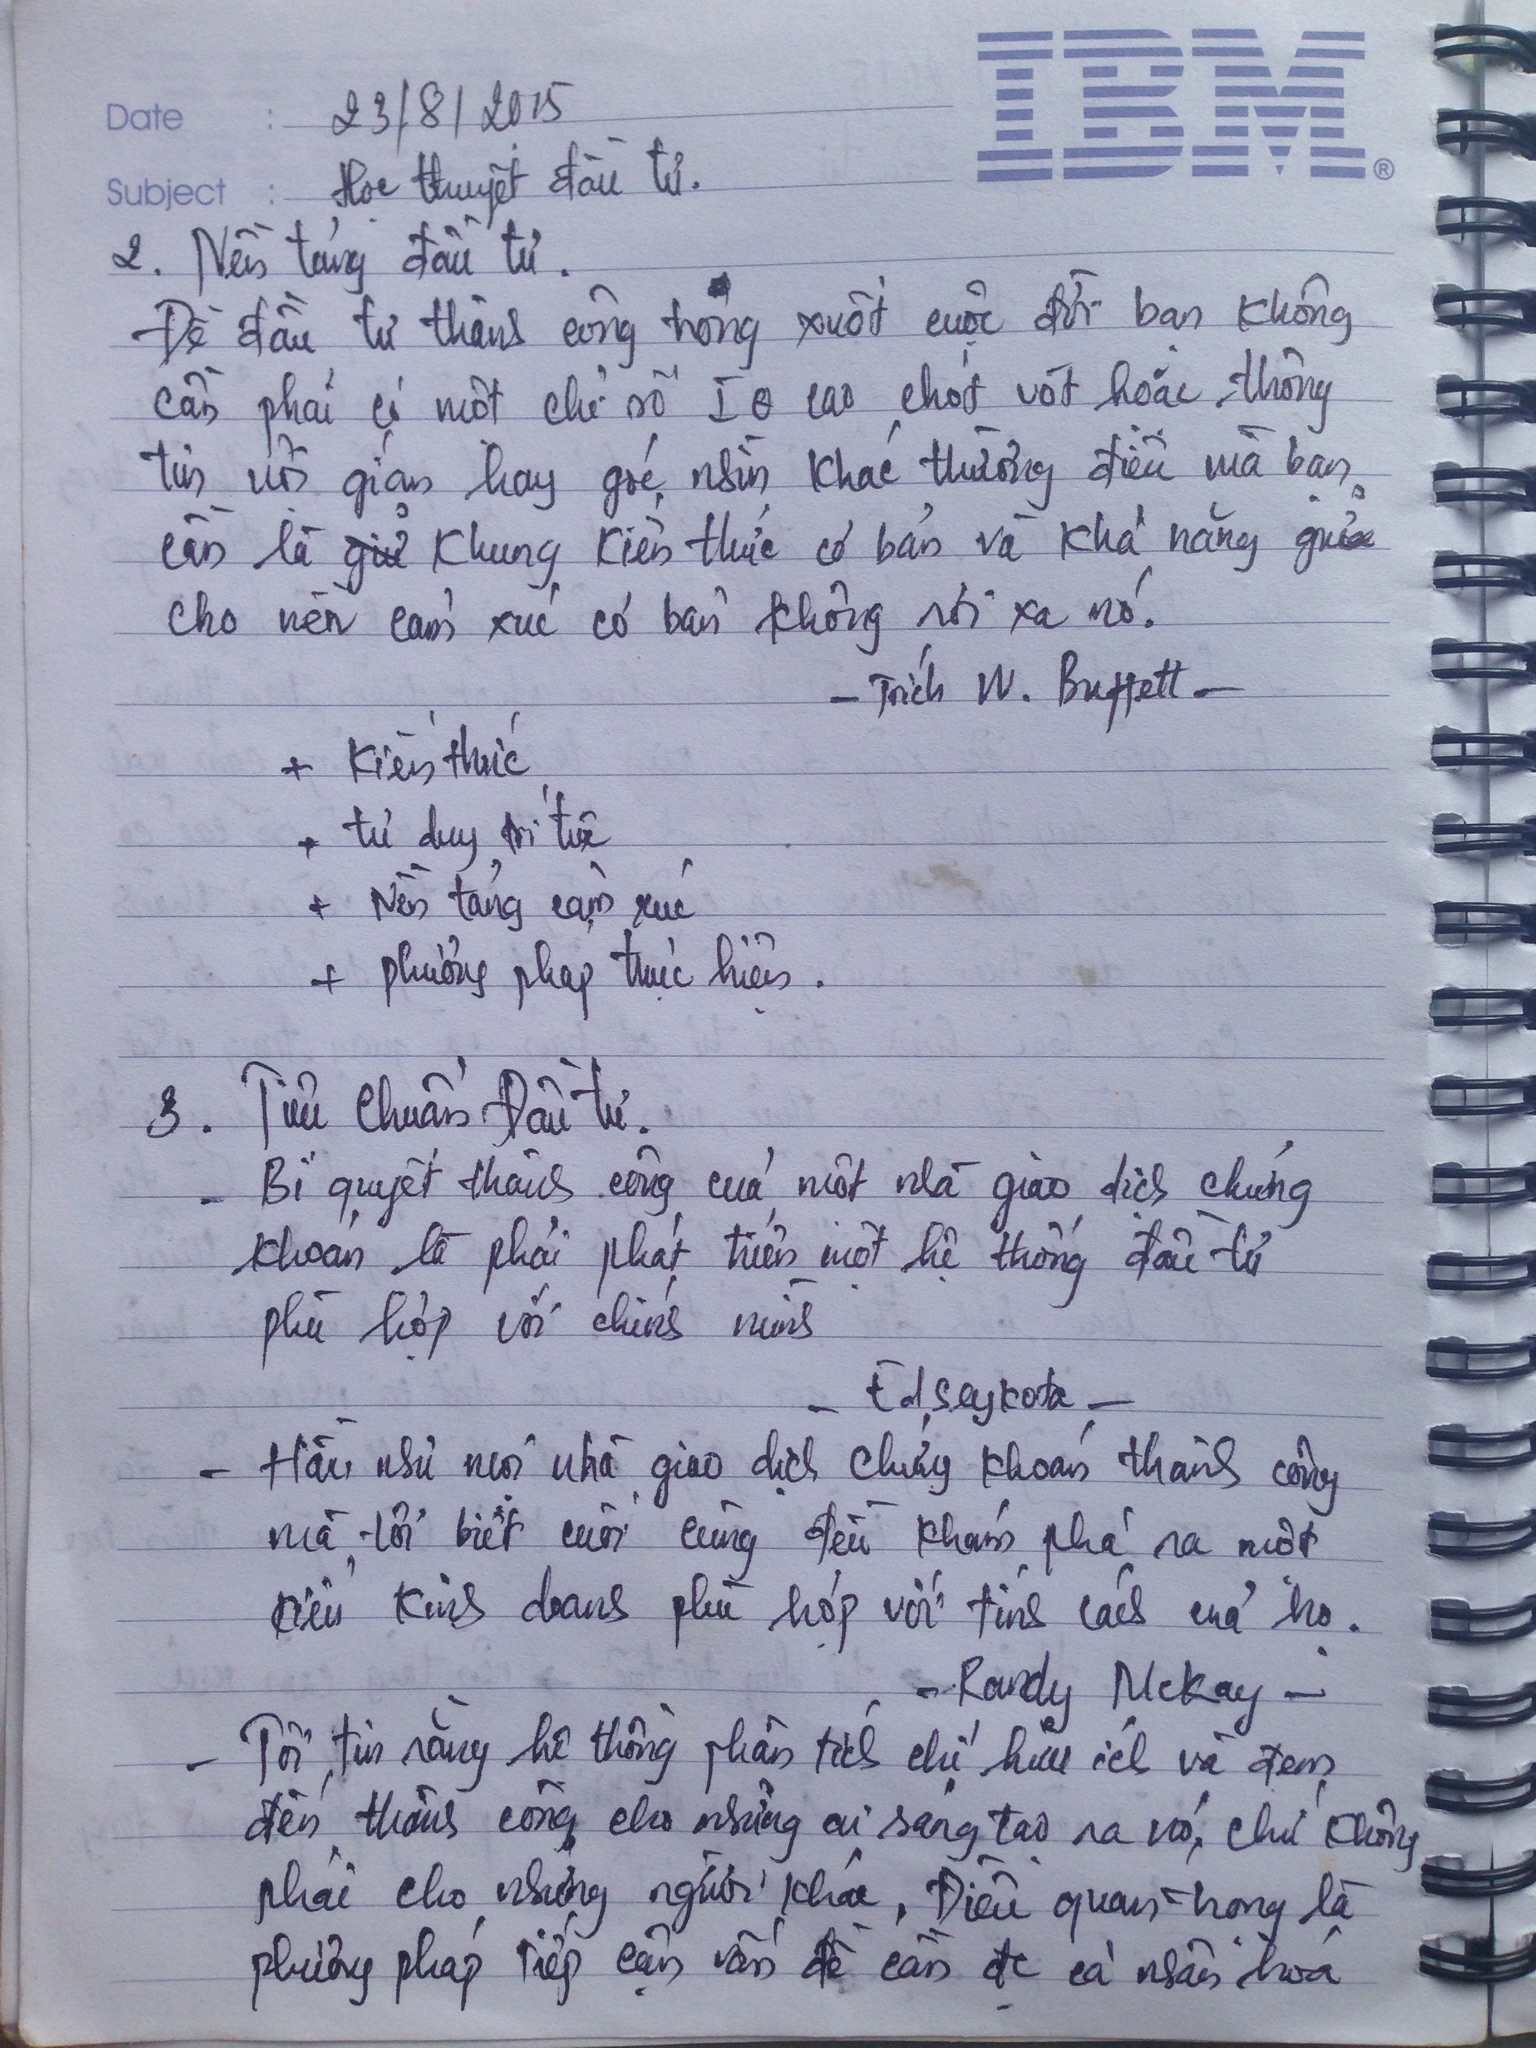 IBM®
Date : 23/8/2015
Subject : Học thuyết đầu tư.
2. Nền tảng đầu tư.
Để đầu tư thành công trong xuốt cuộc đời bạn không
cần phải có một chỉ số IQ cao chót vót hoặc thông
tin nội gián hay góc nhìn khác thường điều mà bạn
cần là giữ khung kiến thức cơ bản và khả năng giữ
cho nền cảm xúc cơ bản không rời xa nó.
- Trích W. Buffett -
+ Kiến thức
+ tư duy trí tuệ
+ Nền tảng cảm xúc
+ phương pháp thực hiện.
3. Tiêu chuẩn Đầu tư.
- Bí quyết thành công của một nhà giao dịch chứng
khoán là phải phát triển một hệ thống đầu tư
phù hợp với chính mình
- Ed Seykota -
- Hầu như mọi nhà giao dịch chứng khoán thành công
mà tôi biết cuối cùng đều khám phá ra một
kiểu kinh doanh phù hợp với tính cách của họ.
- Randy McKay -
- Tôi tin rằng hệ thống phân tích chỉ hữu ích và đem
đến thành công cho những ai sáng tạo ra nó, chứ không
phải cho những người khác. Điều quan trọng là
phương pháp tiếp cận vấn đề cần đc cá nhân hoá